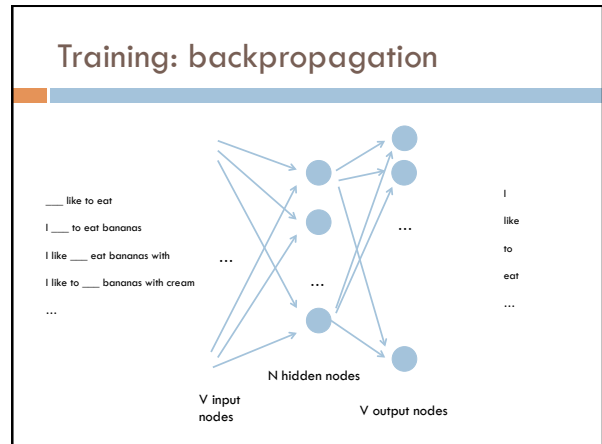 Training: backpropagation
___ like to eat
I ___ to eat bananas
I like ___ eat bananas with
I like to ___ bananas with cream
...
...
...
...
I
like
to
eat
...
N hidden nodes
V input
nodes
V output nodes